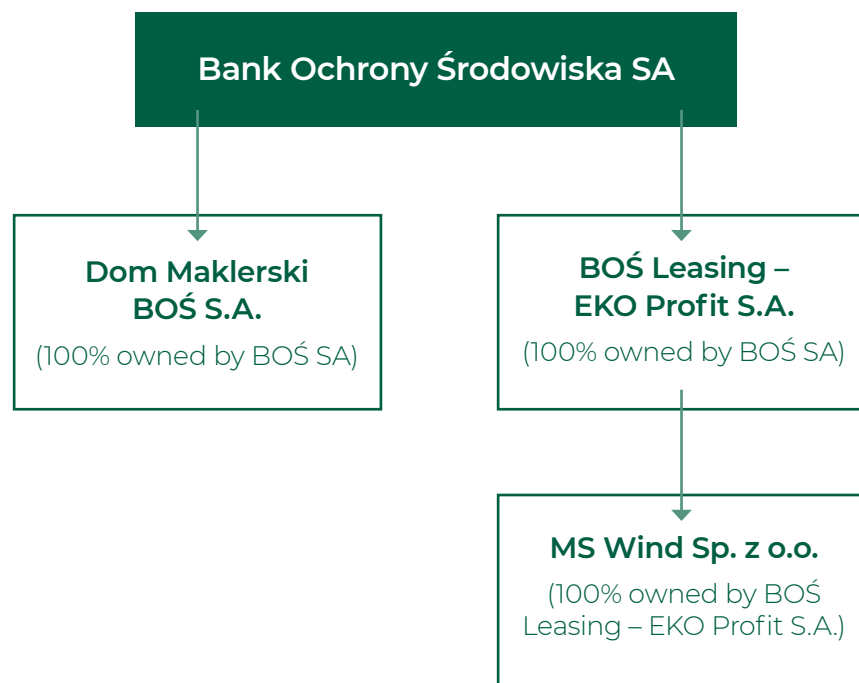 Bank Ochrony Środowiska SA
Dom Maklerski
BOŚ S.A.
(100% owned by BOŚ SA)
BOŚ Leasing –
EKO Profit S.A.
(100% owned by BOŚ SA)
MS Wind Sp. z o.o.
(100% owned by BOŚ
Leasing – EKO Profit S.A.)